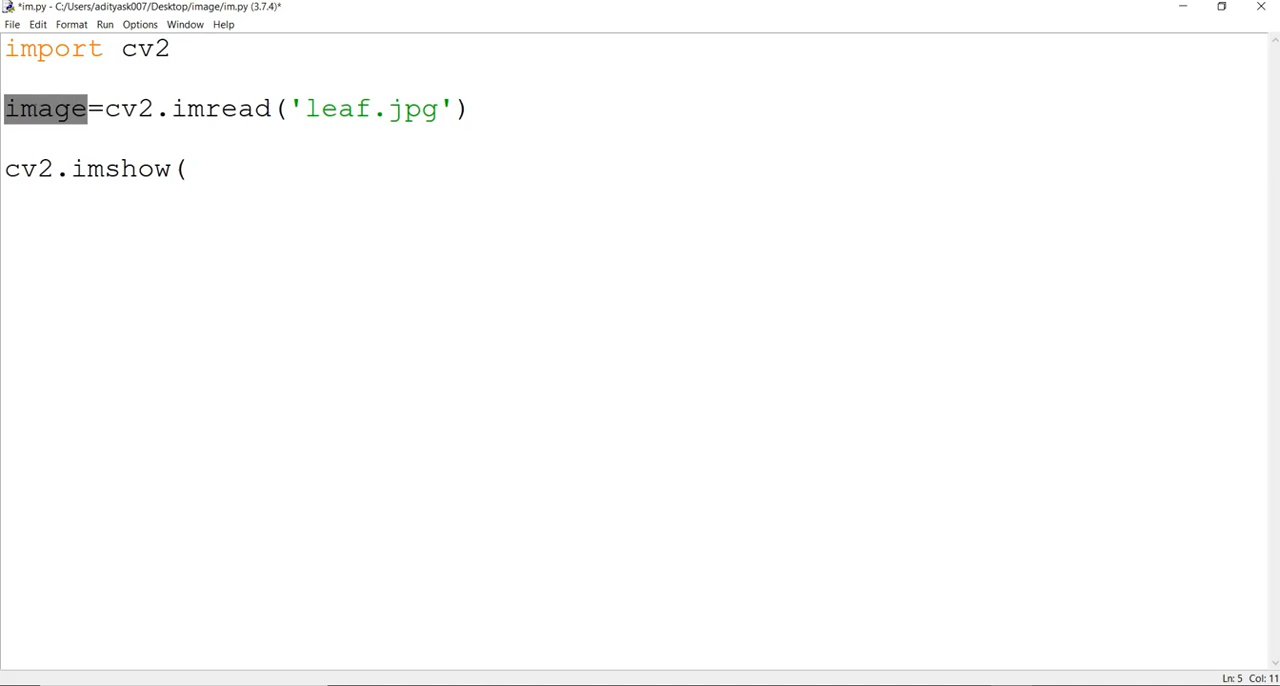 *im.py - C:/Users/adityask007/Desktop/image/im.py (3.7.4)*
File Edit Format Run Options Window Help
import cv2
image=cv2.imread('leaf.jpg')
cv2.imshow(
Ln: 5 Col: 11